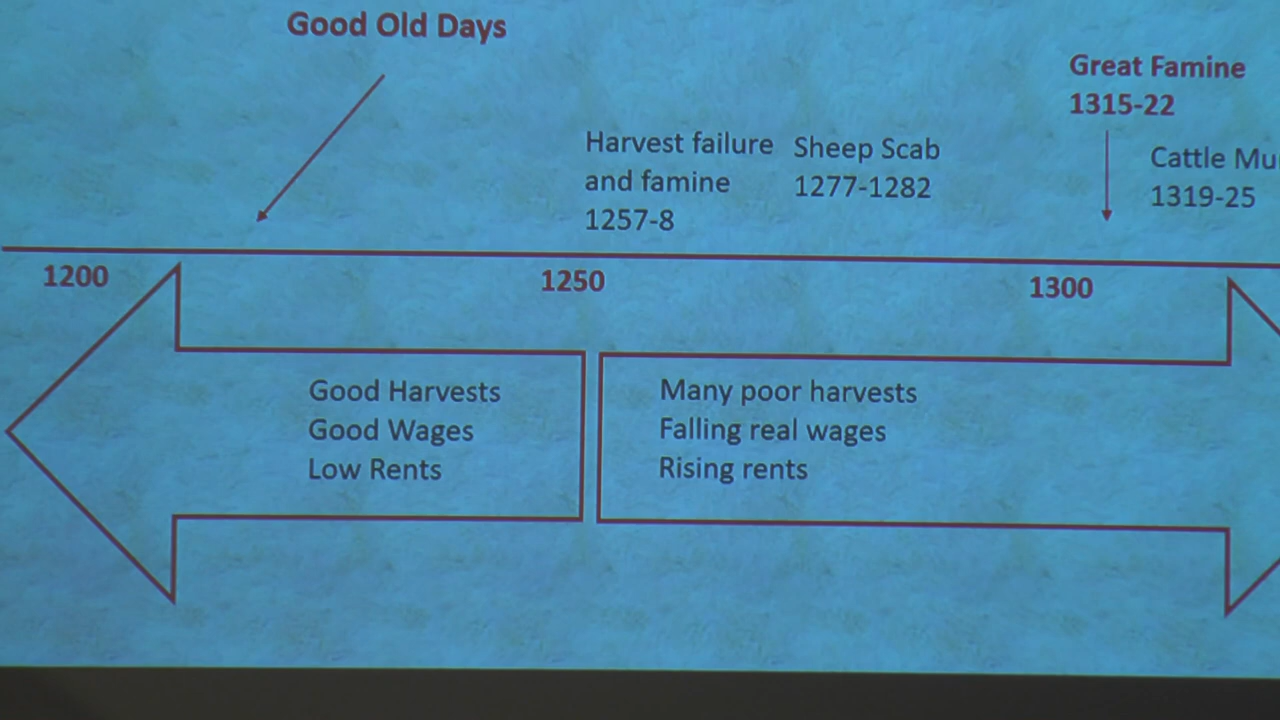 Good Old Days
Great Famine
1315-22
Harvest failure
and famine
1257-8
Sheep Scab
1277-1282
Cattle
1319-25
1200
1250
1300
Good Harvests
Good Wages
Low Rents
Many poor harvests
Falling real wages
Rising rents